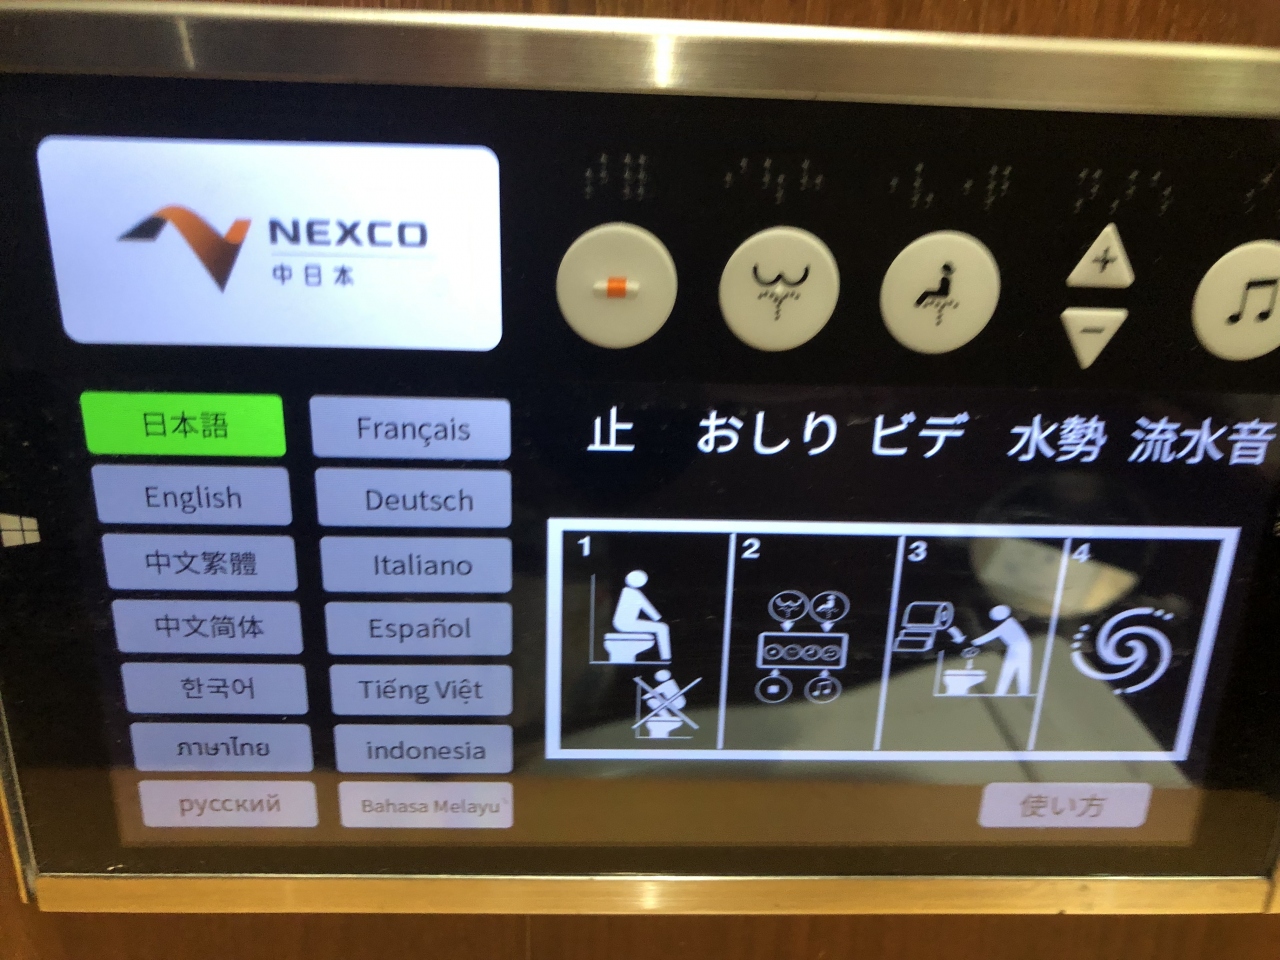 NEXCO
中日本
止 おしり ビデ 水勢 流水音
日本語 Français
English Deutsch
中文繁體 Italiano
中文简体 Español
한국어 Tiếng Việt
ภาษาไทย indonesia
русский Bahasa Melayu
1 2 3 4
使い方